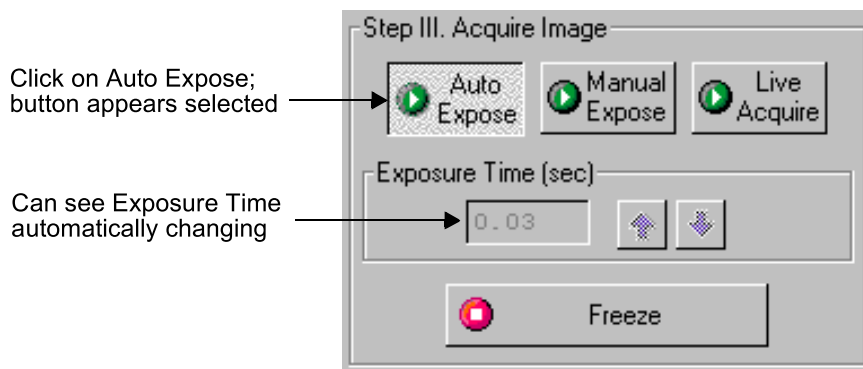 Step III. Acquire Image
Click on Auto Expose;
button appears selected
Auto
Expose
Manual
Expose
Live
Acquire
Exposure Time (sec)
Can see Exposure Time
automatically changing
0.03
Freeze